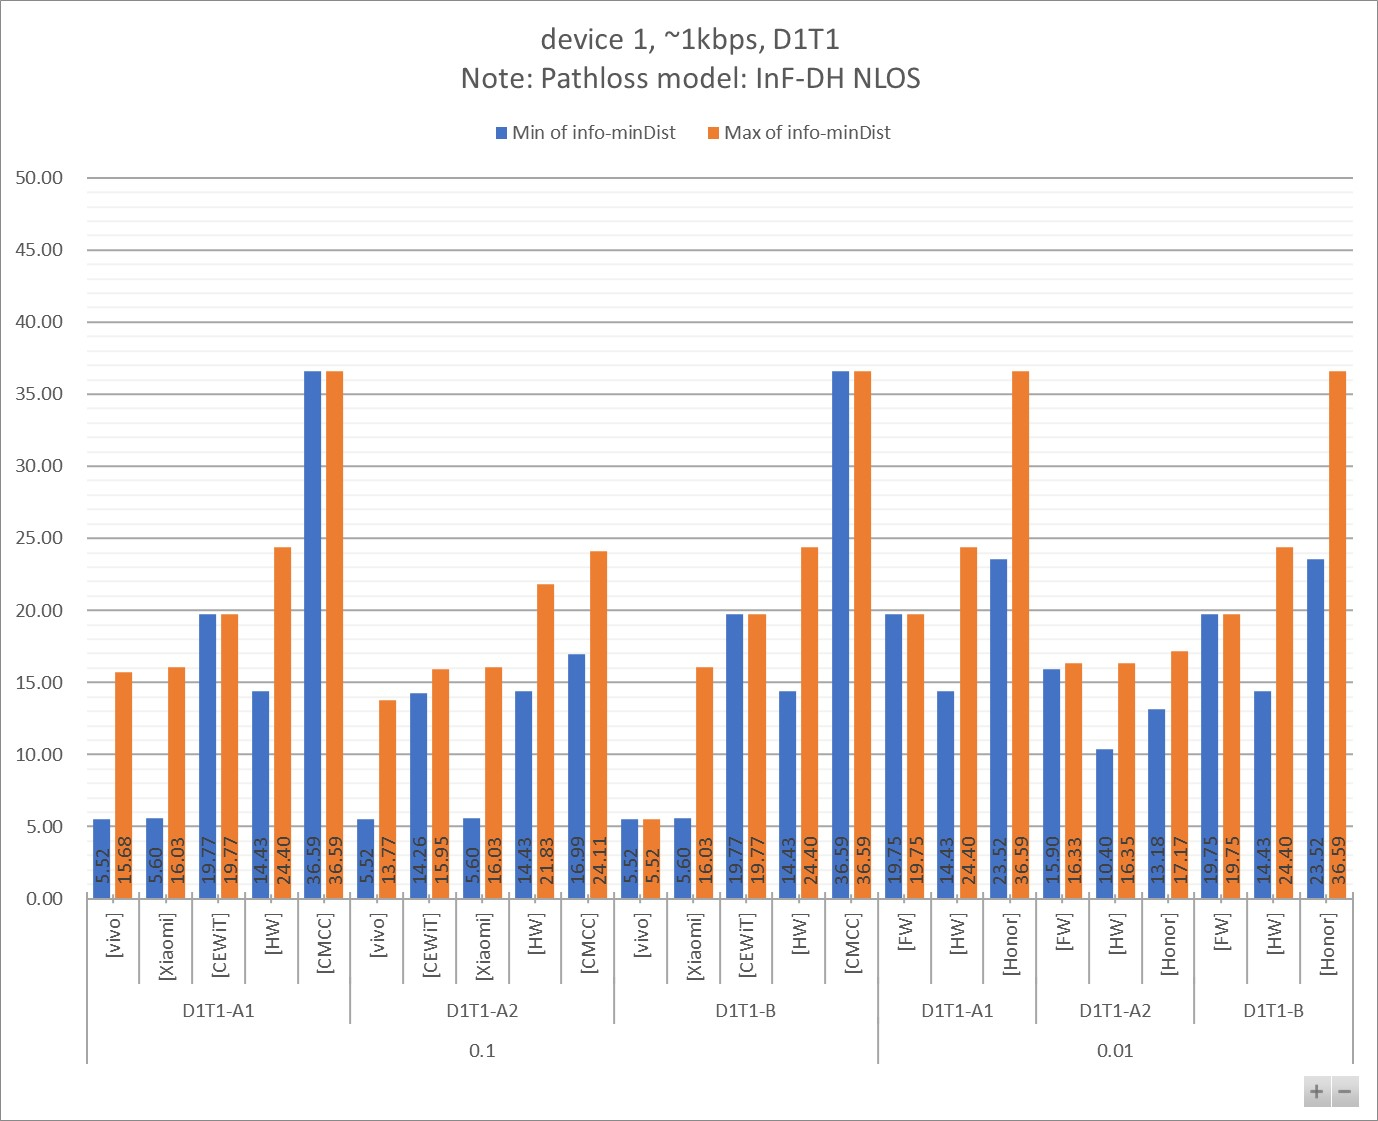 device 1, ~1kbps, D1T1
Note: Pathloss model: InF-DH NLOS
Min of info-minDist Max of info-minDist
50.00
45.00
40.00
35.00
30.00
25.00
20.00
15.00
10.00
5.00
0.00
5.52 15.68 5.60 16.03 19.77 19.77 14.43 24.40 36.59 36.59 5.52 13.77 14.26 15.95 5.60 16.03 14.43 21.83 16.99 24.11 5.52 5.52 5.60 16.03 19.77 19.77 14.43 24.40 36.59 36.59 19.75 19.75 14.43 24.40 23.52 36.59 15.90 16.33 10.40 16.35 13.18 17.17 19.75 19.75 14.43 24.40 23.52 36.59
[vivo] [Xiaomi] [CEWiT] [HW] [CMCC] [vivo] [CEWiT] [Xiaomi] [HW] [CMCC] [vivo] [Xiaomi] [CEWiT] [HW] [CMCC] [FW] [HW] [Honor] [FW] [HW] [Honor] [FW] [HW] [Honor]
D1T1-A1 D1T1-A2 D1T1-B D1T1-A1 D1T1-A2 D1T1-B
0.1 0.01
+ −